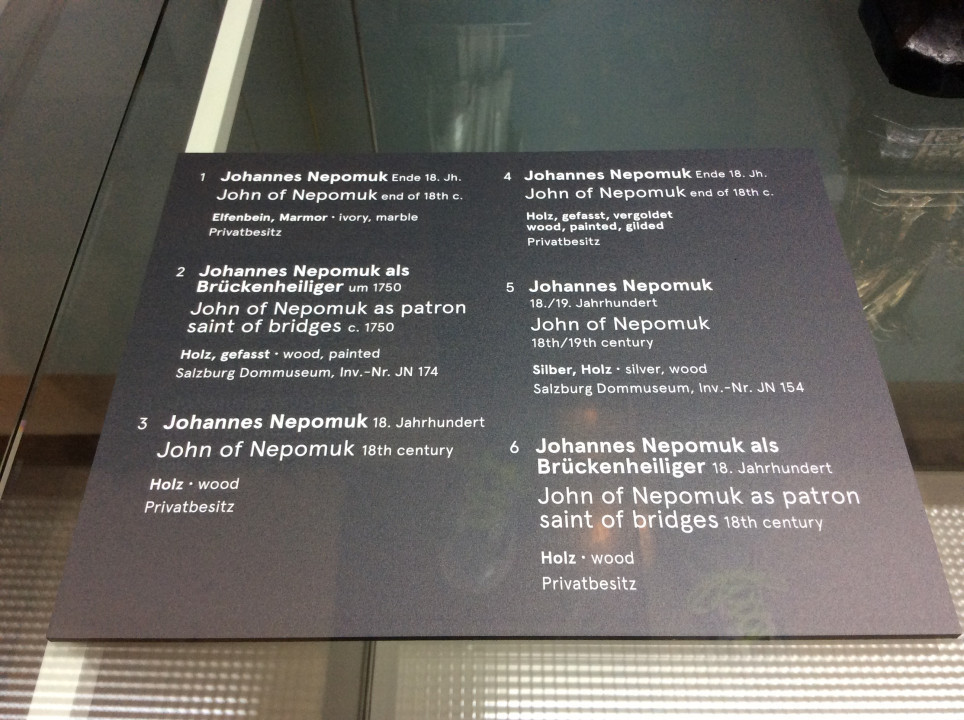 1 Johannes Nepomuk Ende 18. Jh.
John of Nepomuk end of 18th c.
Elfenbein, Marmor · ivory, marble
Privatbesitz
2 Johannes Nepomuk als
Brückenheiliger um 1750
John of Nepomuk as patron
saint of bridges c. 1750
Holz, gefasst · wood, painted
Salzburg Dommuseum, Inv.-Nr. JN 174
3 Johannes Nepomuk 18. Jahrhundert
John of Nepomuk 18th century
Holz · wood
Privatbesitz
4 Johannes Nepomuk Ende 18. Jh.
John of Nepomuk end of 18th c.
Holz, gefasst, vergoldet
wood, painted, gilded
Privatbesitz
5 Johannes Nepomuk
18./19. Jahrhundert
John of Nepomuk
18th/19th century
Silber, Holz · silver, wood
Salzburg Dommuseum, Inv.-Nr. JN 154
6 Johannes Nepomuk als
Brückenheiliger 18. Jahrhundert
John of Nepomuk as patron
saint of bridges 18th century
Holz · wood
Privatbesitz